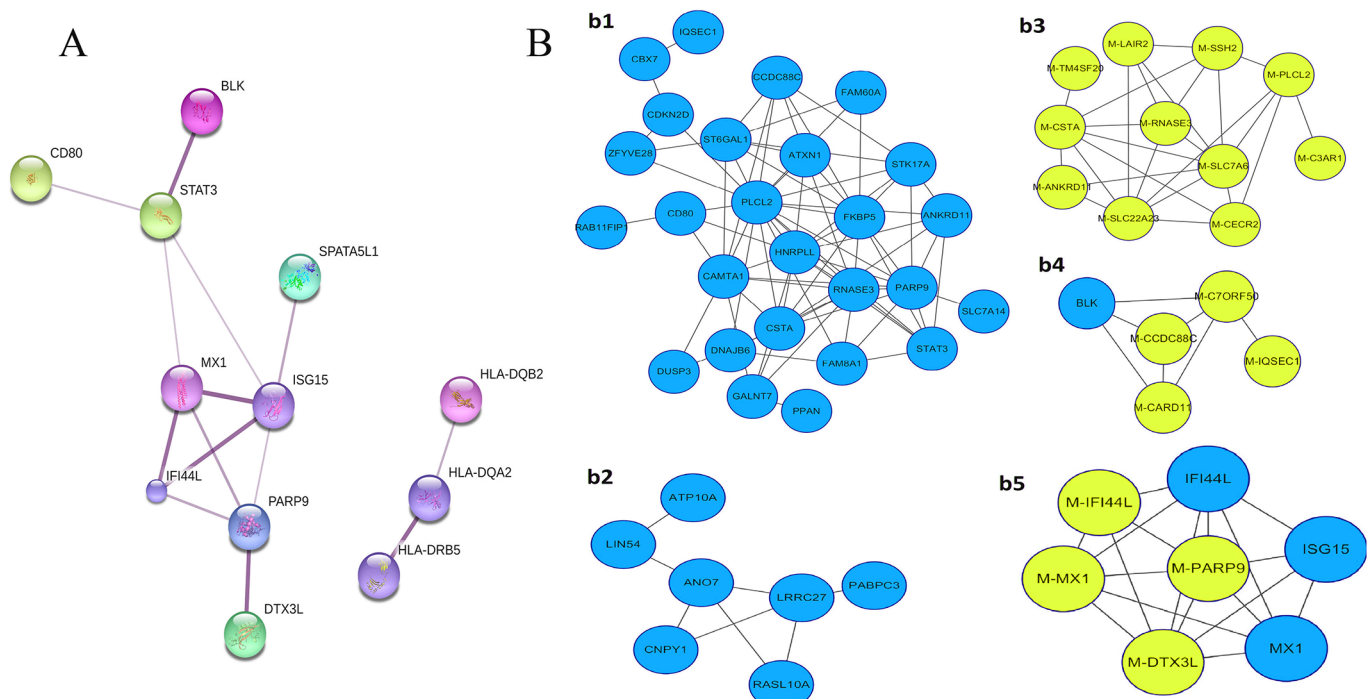 A
BLK
CD80
STAT3
SPATA5L1
MX1
ISG15
IFI44L
PARP9
DTX3L
HLA-DQB2
HLA-DQA2
HLA-DRB5
B
b1
IQSEC1
CBX7
CCDC88C
FAM60A
CDKN2D
ST6GAL1
ZFYVE28
ATXN1
STK17A
PLCL2
CD80
FKBP5
ANKRD11
RAB11FIP1
HNRPLL
CAMTA1
RNASE3
PARP9
SLC7A14
CSTA
DNAJB6
STAT3
DUSP3
FAM8A1
GALNT7
PPAN
b2
ATP10A
LIN54
ANO7
LRRC27
PABPC3
CNPY1
RASL10A
b3
M-LAIR2
M-SSH2
M-TM4SF20
M-PLCL2
M-CSTA
M-RNASE3
M-C3AR1
M-SLC7A6
M-ANKRD11
M-SLC22A23
M-CECR2
b4
BLK
M-C7ORF50
M-CCDC88C
M-IQSEC1
M-CARD11
b5
IFI44L
M-IFI44L
ISG15
M-MX1
M-PARP9
M-DTX3L
MX1